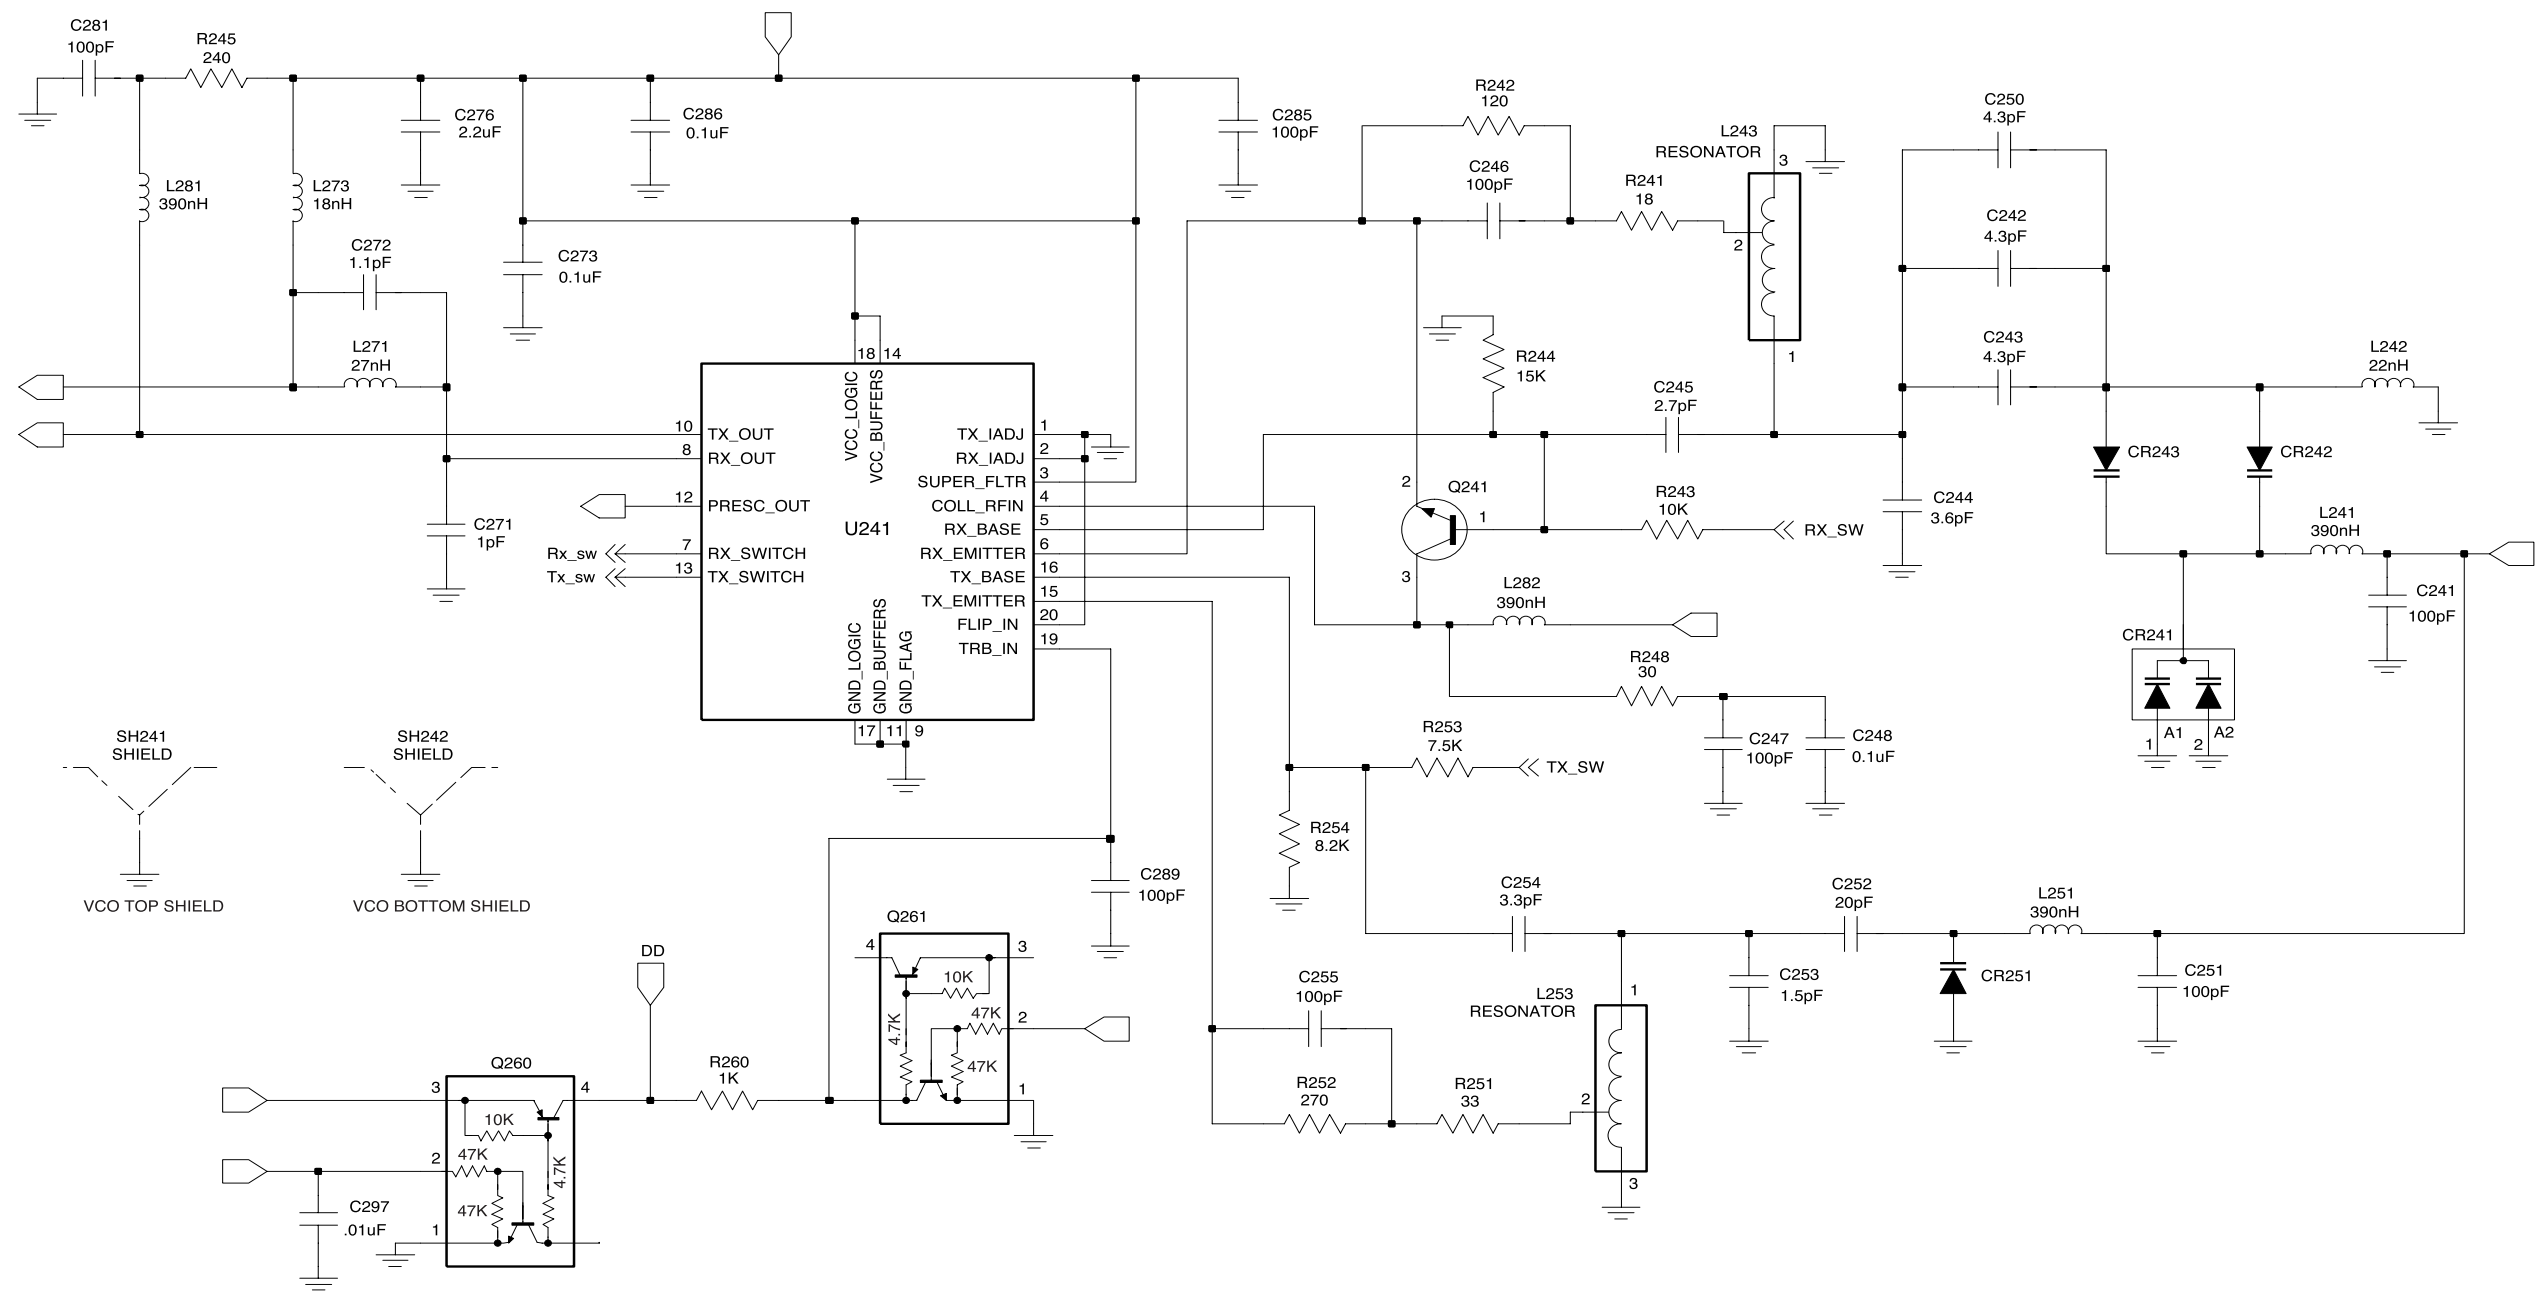 C281
100pF
R245
240
C276
2.2uF
C286
0.1uF
C285
100pF
L281
390nH
L273
18nH
C272
1.1pF
C273
0.1uF
L271
27nH
C271
1pF
R242
120
C246
100pF
R241
18
L243
RESONATOR
3
2
1
C250
4.3pF
C242
4.3pF
C243
4.3pF
L242
22nH
R244
15K
C245
2.7pF
CR243
CR242
C244
3.6pF
L241
390nH
C241
100pF
CR241
A1
A2
1
2
18
14
VCC_LOGIC
VCC_BUFFERS
10 TX_OUT
8 RX_OUT
12 PRESC_OUT
Rx_sw 7 RX_SWITCH
Tx_sw 13 TX_SWITCH
U241
TX_IADJ 1
RX_IADJ 2
SUPER_FLTR 3
COLL_RFIN 4
RX_BASE 5
RX_EMITTER 6
TX_BASE 16
TX_EMITTER 15
FLIP_IN 20
TRB_IN 19
GND_LOGIC
GND_BUFFERS
GND_FLAG
17
11
9
2
Q241
1
3
R243
10K
RX_SW
L282
390nH
R248
30
C247
100pF
C248
0.1uF
R253
7.5K
TX_SW
R254
8.2K
SH241
SHIELD
VCO TOP SHIELD
SH242
SHIELD
VCO BOTTOM SHIELD
C289
100pF
Q261
4
3
10K
4.7K
47K
2
47K
1
DD
R260
1K
Q260
3
4
10K
2
47K
4.7K
47K
1
C297
.01uF
C254
3.3pF
C252
20pF
L251
390nH
C253
1.5pF
CR251
C251
100pF
C255
100pF
R252
270
R251
33
L253
RESONATOR
1
2
3